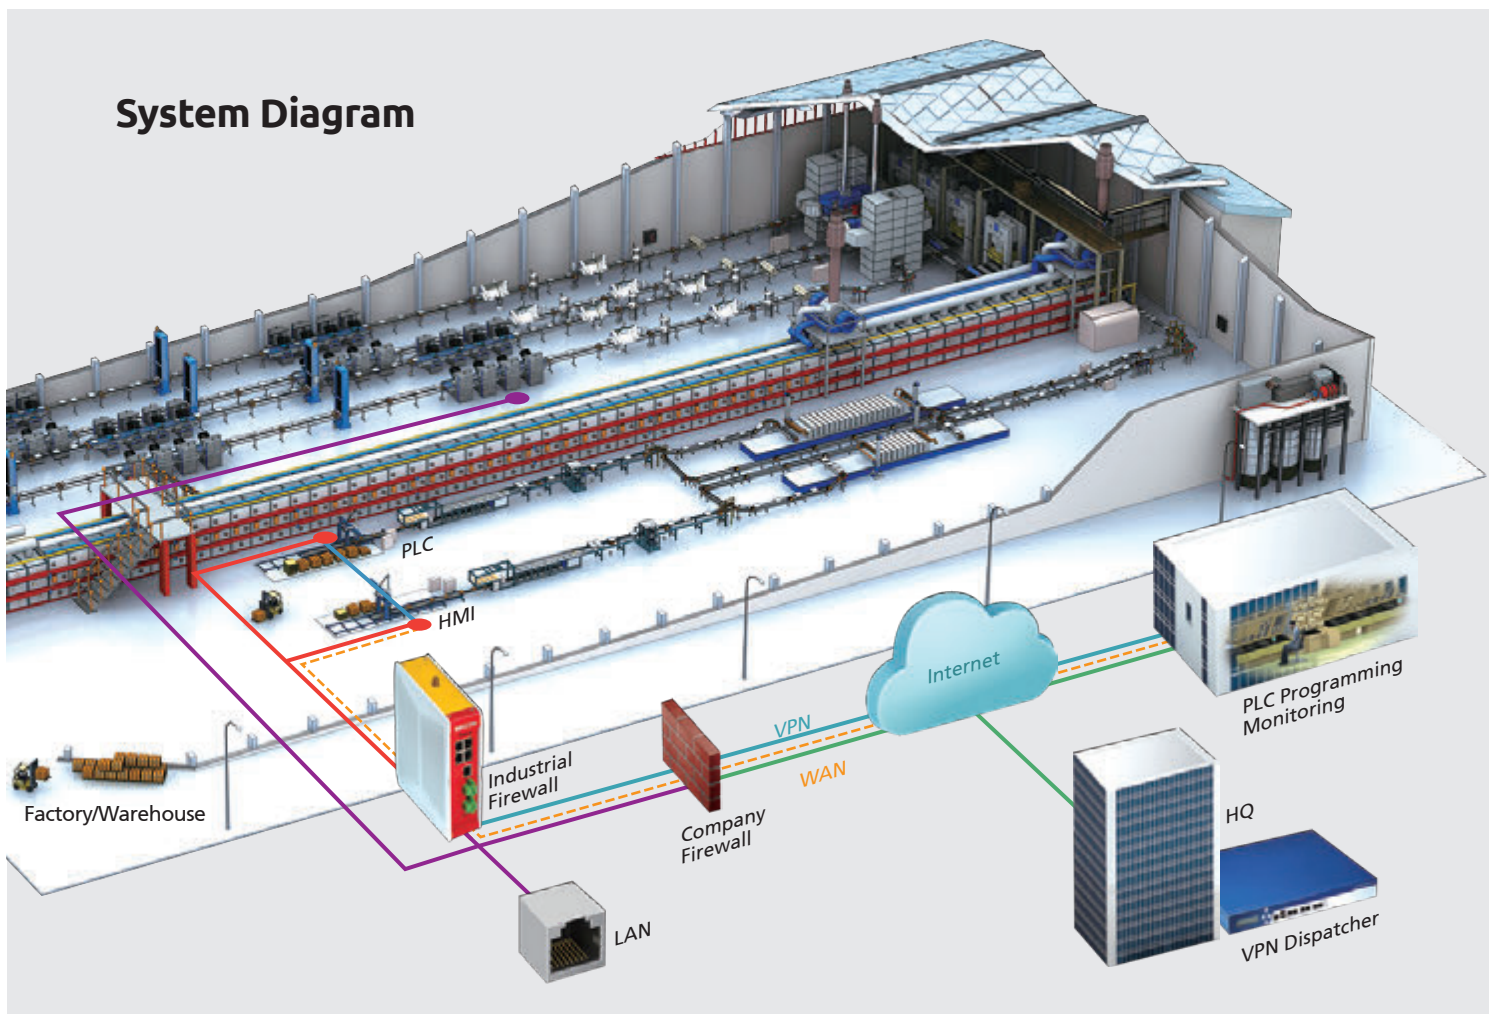 System Diagram
PLC
HMI
Internet
PLC Programming
Monitoring
VPN
WAN
Industrial
Firewall
Factory/Warehouse
Company
Firewall
HQ
LAN
VPN Dispatcher